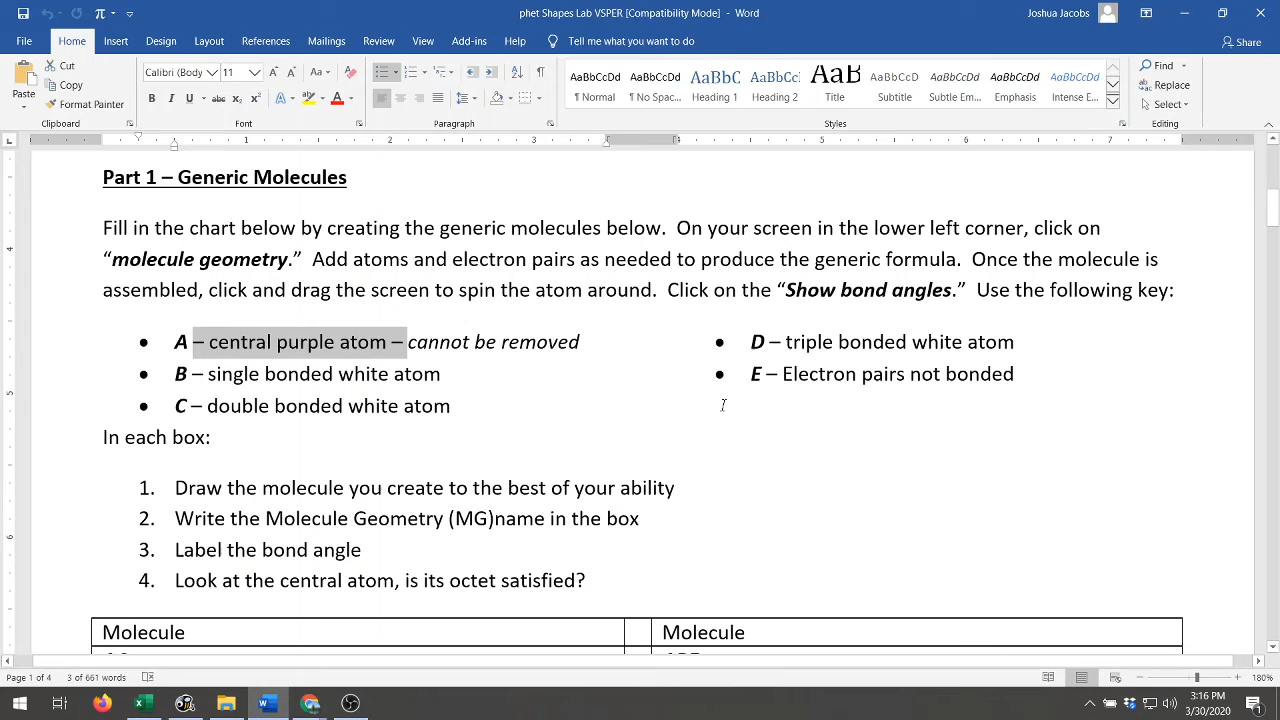 phet Shapes Lab VSPER [Compatibility Mode] - Word
Joshua Jacobs
File Home Insert Design Layout References Mailings Review View Add-ins Help Tell me what you want to do
Share
Paste
Cut
Copy
Format Painter
Clipboard
Calibri (Body 11
Font
Paragraph
AaBbCcDd AaBbCcDd AaBbC AaBbCcD AaB AaBbCcD AaBbCcDd AaBbCcDd AaBbCcDd
¶ Normal ¶ No Spac... Heading 1 Heading 2 Title Subtitle Subtle Em... Emphasis Intense E...
Styles
Find
Replace
Select
Editing
1 2 3 5 6 7
Part 1 – Generic Molecules
Fill in the chart below by creating the generic molecules below. On your screen in the lower left corner, click on
“molecule geometry.” Add atoms and electron pairs as needed to produce the generic formula. Once the molecule is
assembled, click and drag the screen to spin the atom around. Click on the “Show bond angles.” Use the following key:
• A – central purple atom – cannot be removed
• B – single bonded white atom
• C – double bonded white atom
• D – triple bonded white atom
• E – Electron pairs not bonded
In each box:
1. Draw the molecule you create to the best of your ability
2. Write the Molecule Geometry (MG)name in the box
3. Label the bond angle
4. Look at the central atom, is its octet satisfied?
Molecule Molecule
Page 1 of 4 3 of 661 words
180%
3:16 PM
3/30/2020